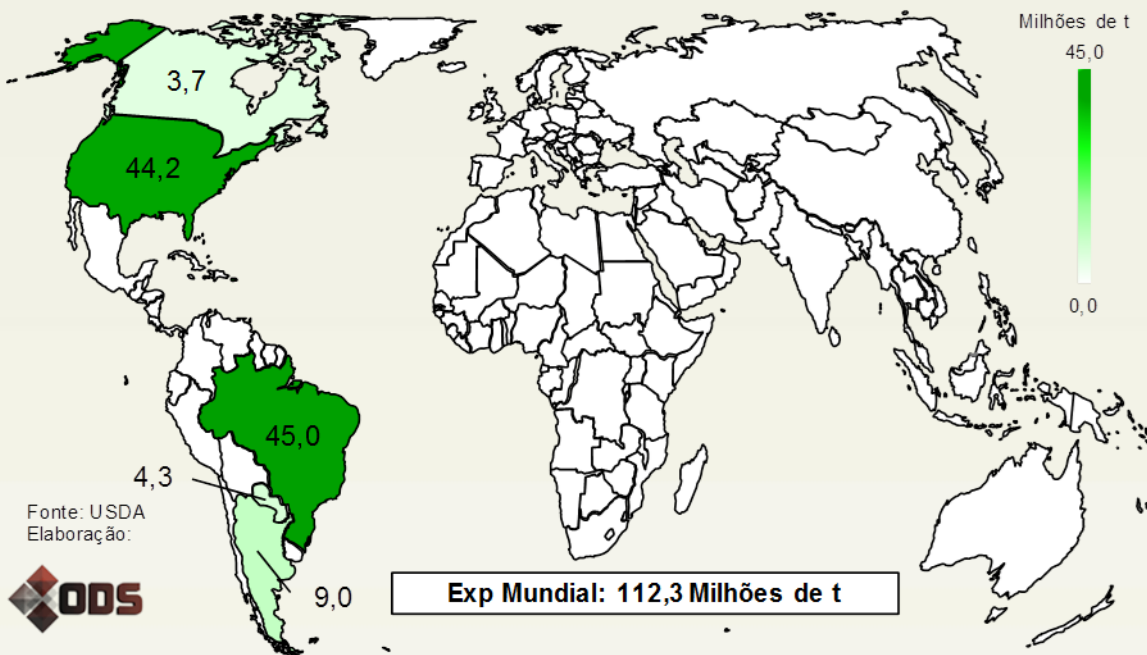 Milhões de t
45,0
3,7
44,2
0,0
45,0
4,3
Fonte: USDA
Elaboração:
ODS
9,0
Exp Mundial: 112,3 Milhões de t